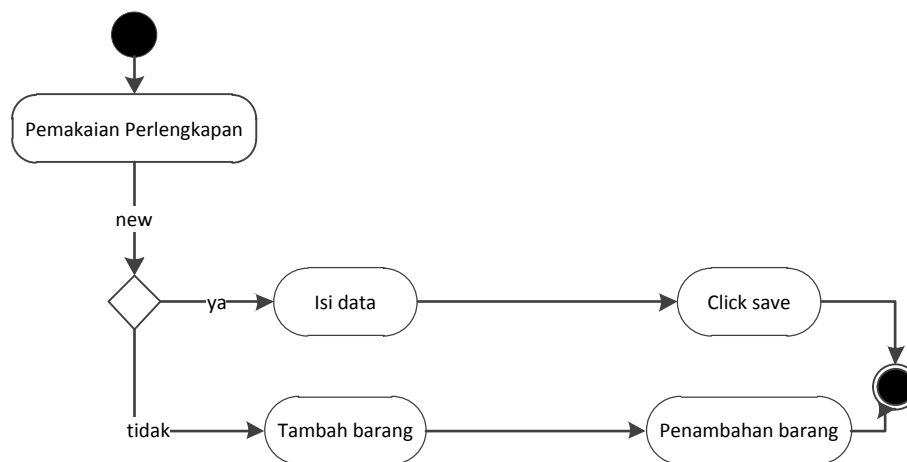 Pemakaian Perlengkapan
new
ya
Isi data
Click save
tidak
Tambah barang
Penambahan barang